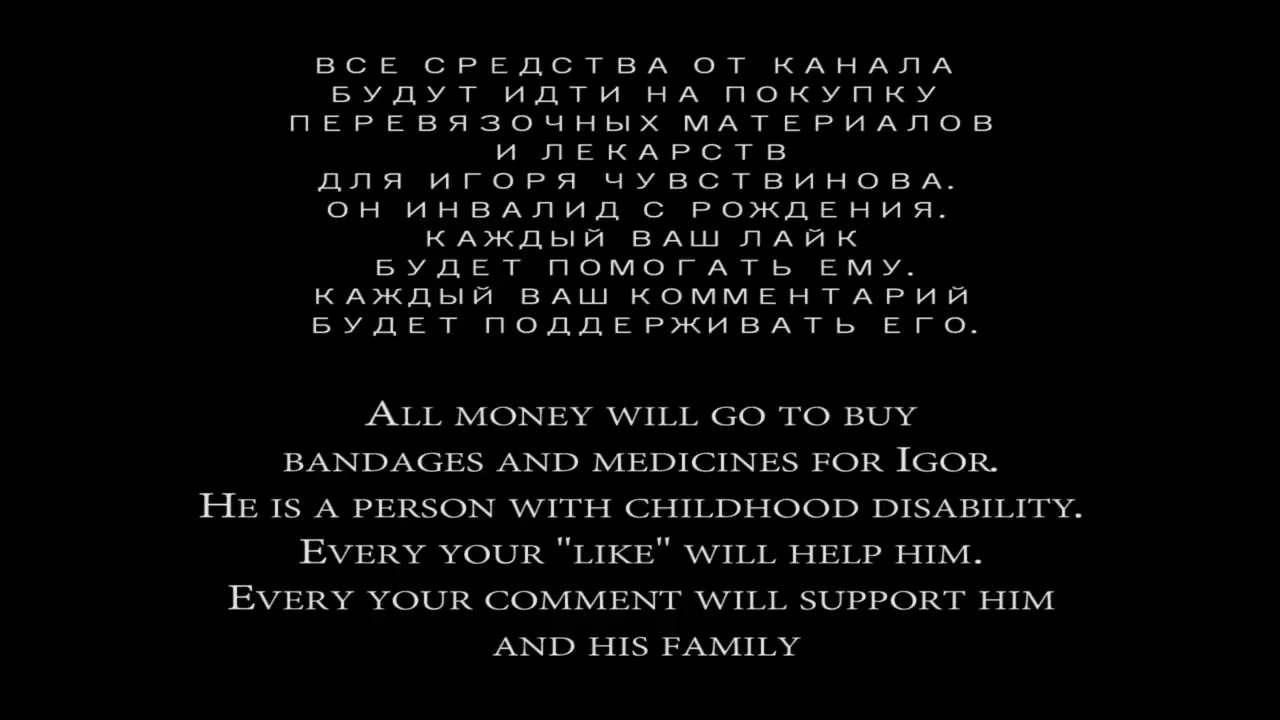 ВСЕ СРЕДСТВА ОТ КАНАЛА
БУДУТ ИДТИ НА ПОКУПКУ
ПЕРЕВЯЗОЧНЫХ МАТЕРИАЛОВ
И ЛЕКАРСТВ
ДЛЯ ИГОРЯ ЧУВСТВИНОВА.
ОН ИНВАЛИД С РОЖДЕНИЯ.
КАЖДЫЙ ВАШ ЛАЙК
БУДЕТ ПОМОГАТЬ ЕМУ.
КАЖДЫЙ ВАШ КОММЕНТАРИЙ
БУДЕТ ПОДДЕРЖИВАТЬ ЕГО.
ALL MONEY WILL GO TO BUY
BANDAGES AND MEDICINES FOR IGOR.
HE IS A PERSON WITH CHILDHOOD DISABILITY.
EVERY YOUR "LIKE" WILL HELP HIM.
EVERY YOUR COMMENT WILL SUPPORT HIM
AND HIS FAMILY